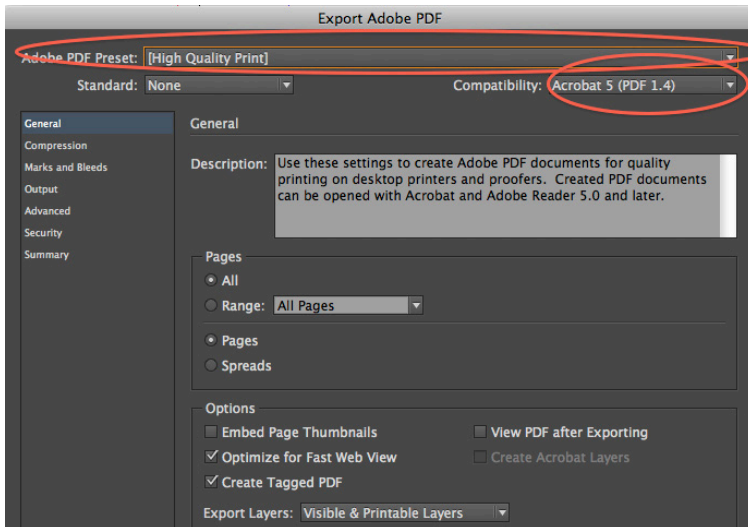 Export Adobe PDF
Adobe PDF Preset: [High Quality Print]
Standard: None
Compatibility: Acrobat 5 (PDF 1.4)
General
Compression
Marks and Bleeds
Output
Advanced
Security
Summary
General
Description: Use these settings to create Adobe PDF documents for quality
printing on desktop printers and proofers. Created PDF documents
can be opened with Acrobat and Adobe Reader 5.0 and later.
Pages
All
Range: All Pages
Pages
Spreads
Options
Embed Page Thumbnails
View PDF after Exporting
Optimize for Fast Web View
Create Acrobat Layers
Create Tagged PDF
Export Layers: Visible & Printable Layers